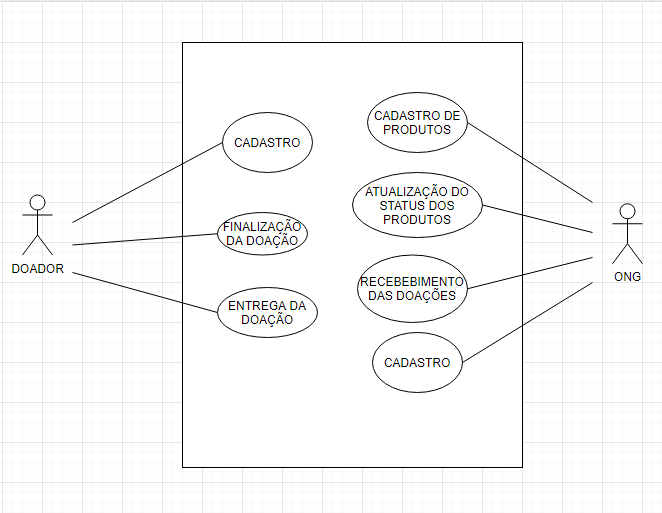 CADASTRO
FINALIZAÇÃO
DA DOAÇÃO
ENTREGA DA
DOAÇÃO
DOADOR
CADASTRO DE
PRODUTOS
ATUALIZAÇÃO DO
STATUS DOS
PRODUTOS
RECEBEBIMENTO
DAS DOAÇÕES
CADASTRO
ONG